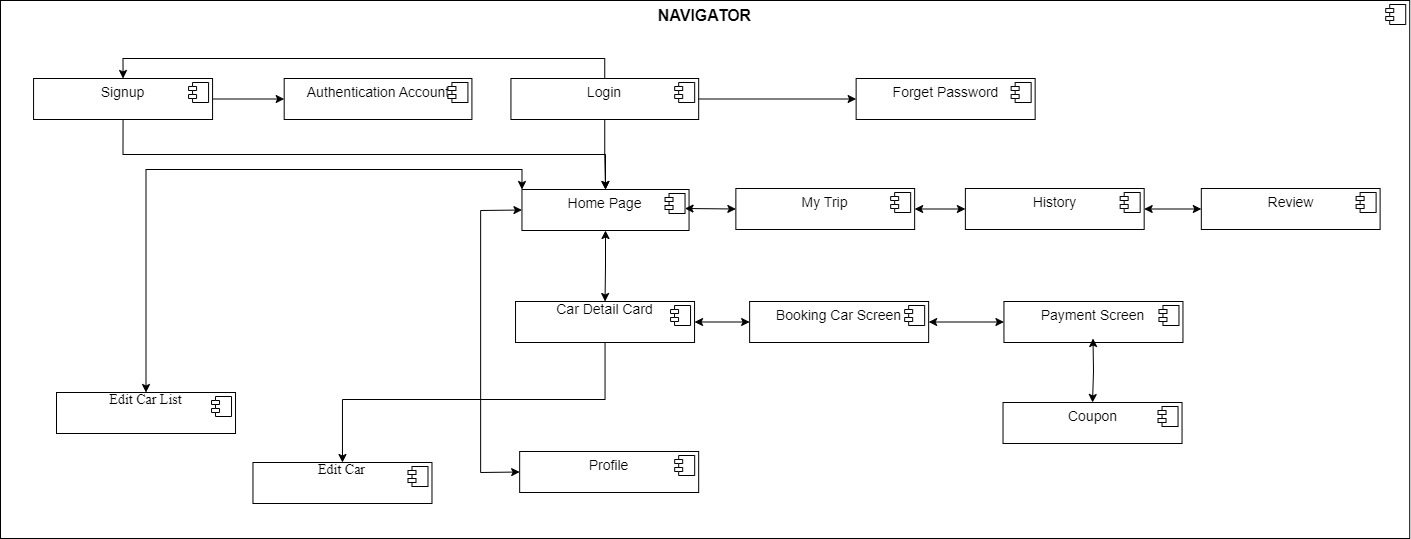 NAVIGATOR
Signup
Authentication Account
Login
Forget Password
Home Page
My Trip
History
Review
Car Detail Card
Booking Car Screen
Payment Screen
Edit Car List
Coupon
Edit Car
Profile